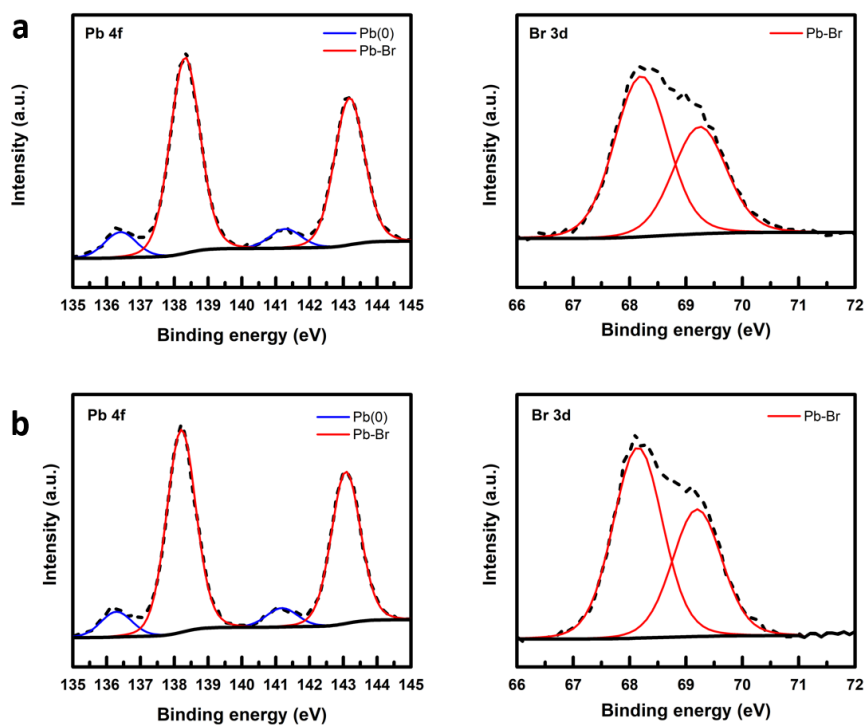 a
Pb 4f
Pb(0)
Pb-Br
Intensity (a.u.)
135 136 137 138 139 140 141 142 143 144 145
Binding energy (eV)
Br 3d
Pb-Br
Intensity (a.u.)
66 67 68 69 70 71 72
Binding energy (eV)
b
Pb 4f
Pb(0)
Pb-Br
Intensity (a.u.)
135 136 137 138 139 140 141 142 143 144 145
Binding energy (eV)
Br 3d
Pb-Br
Intensity (a.u.)
66 67 68 69 70 71 72
Binding energy (eV)